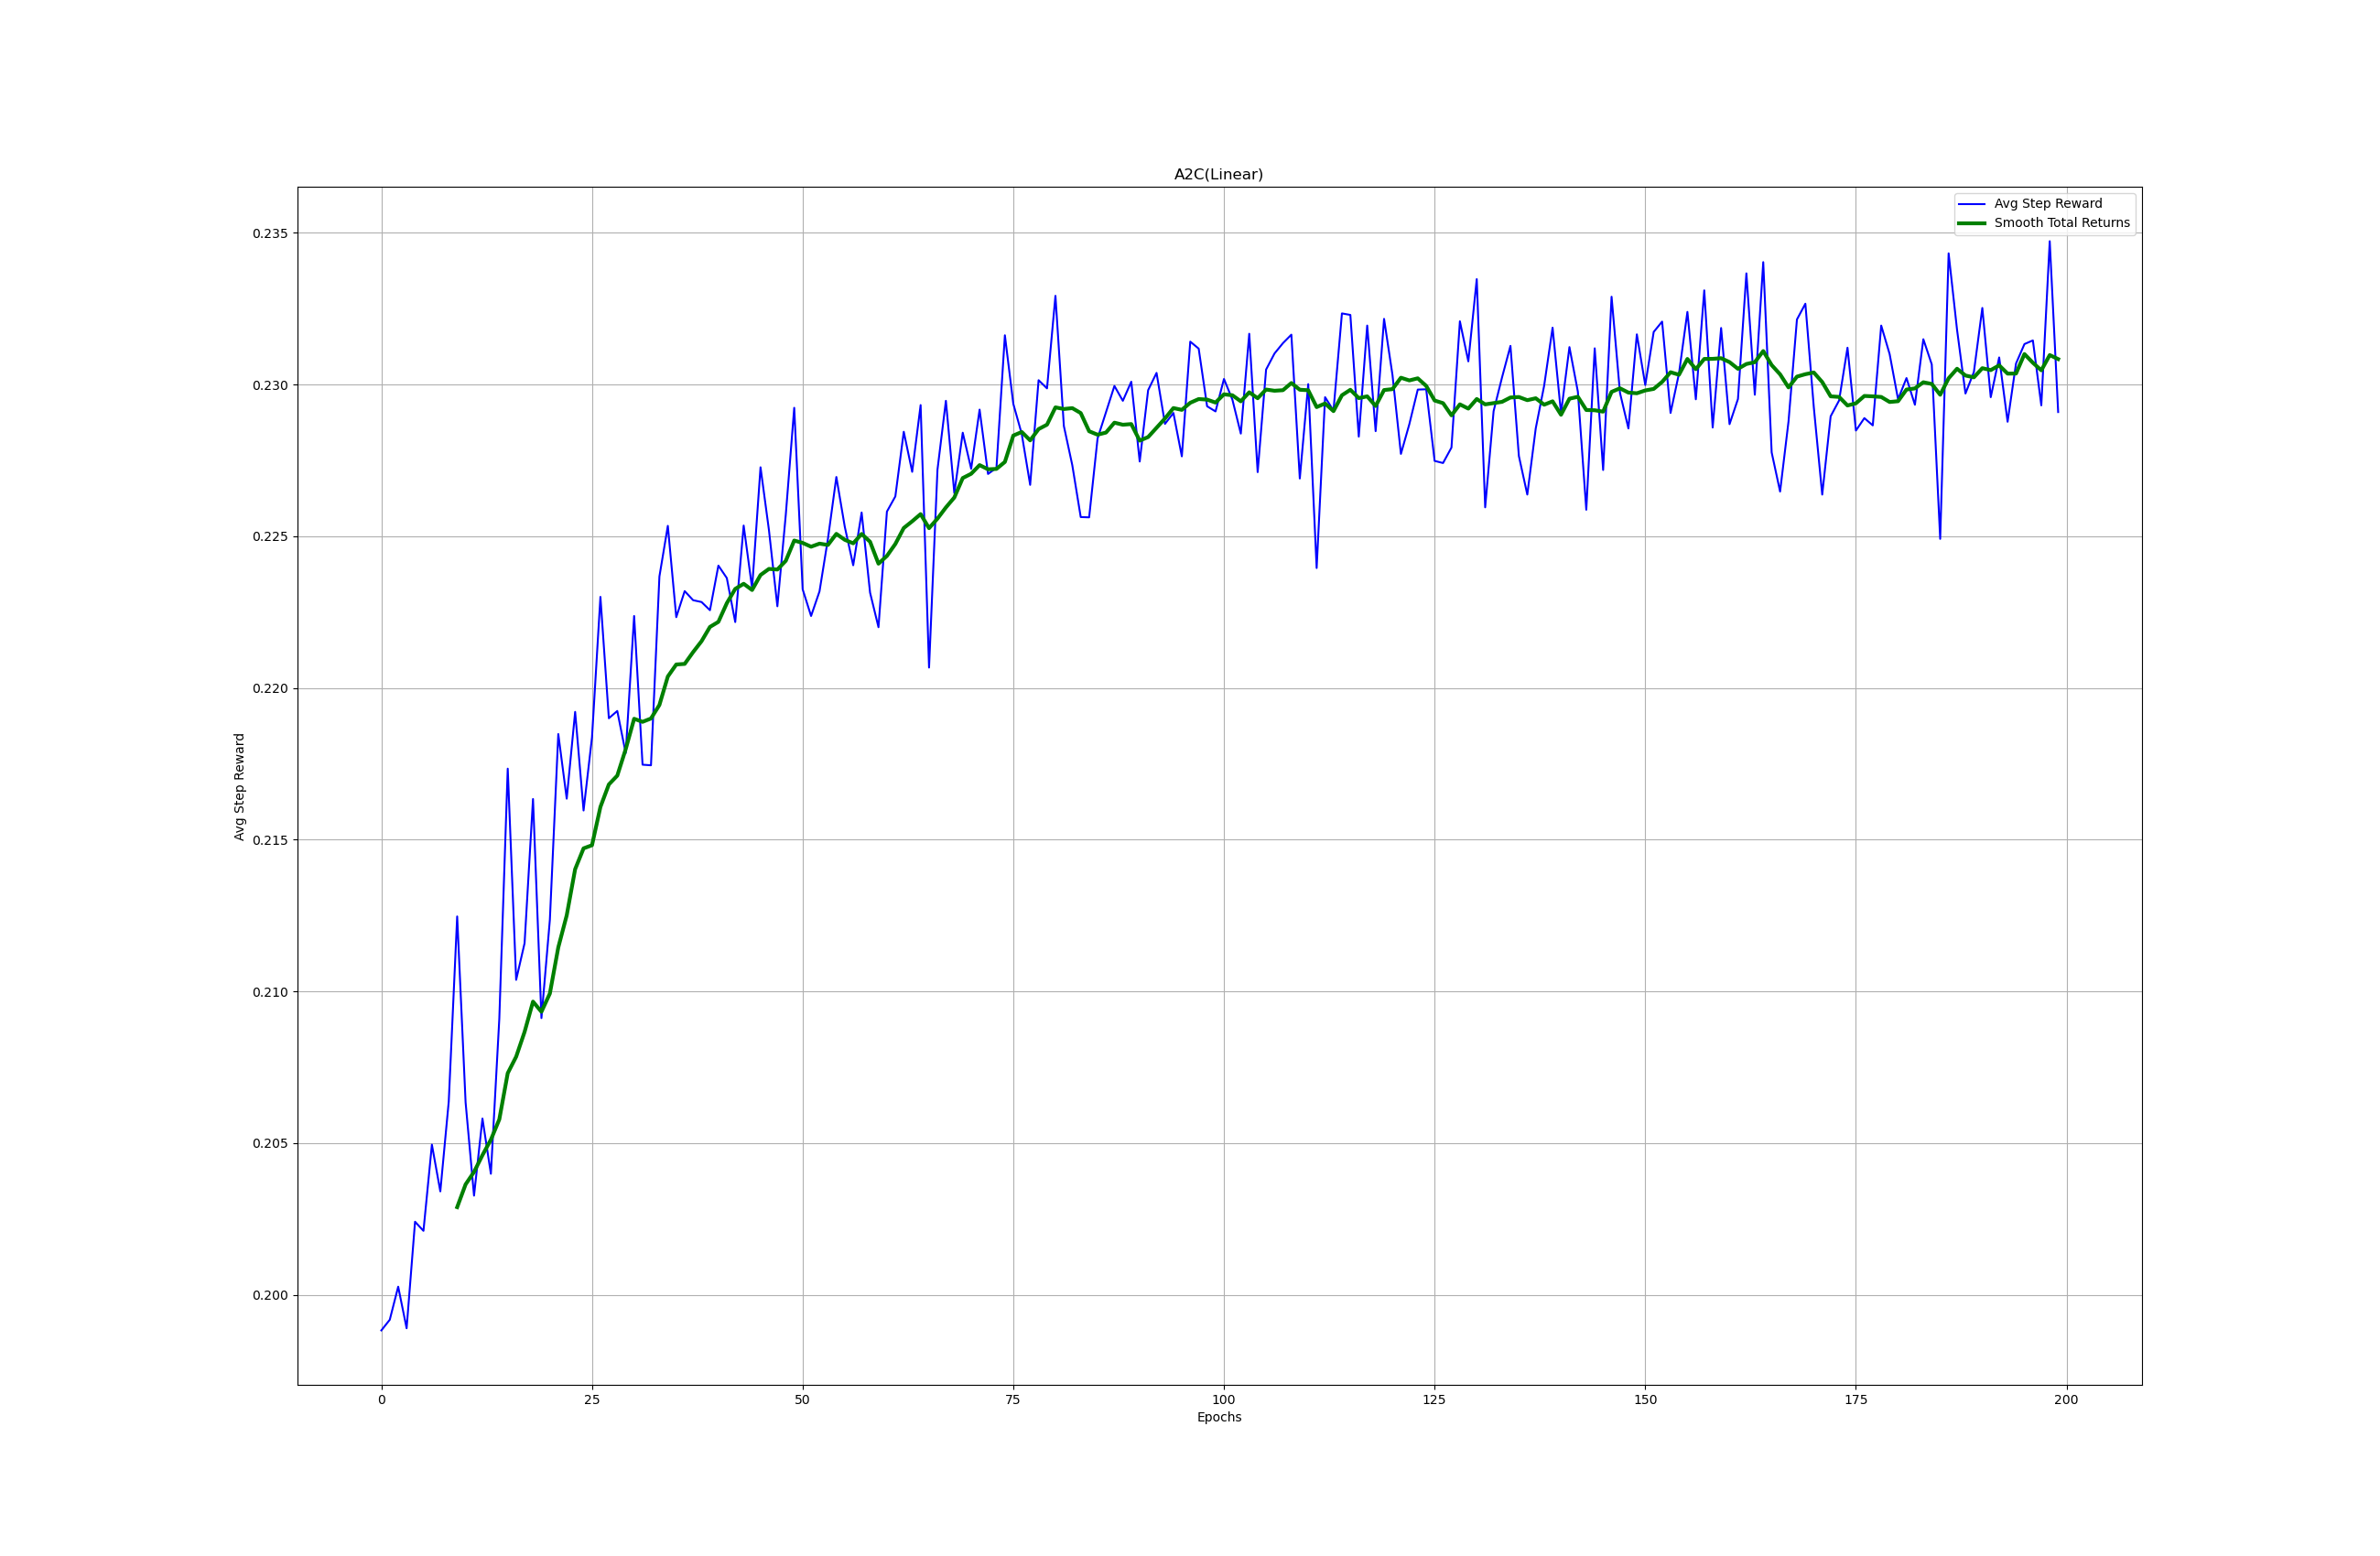 A2C(Linear)
Avg Step Reward
Smooth Total Returns
0.235
0.230
0.225
0.220
0.215
0.210
0.205
0.200
Avg Step Reward
0 25 50 75 100 125 150 175 200
Epochs